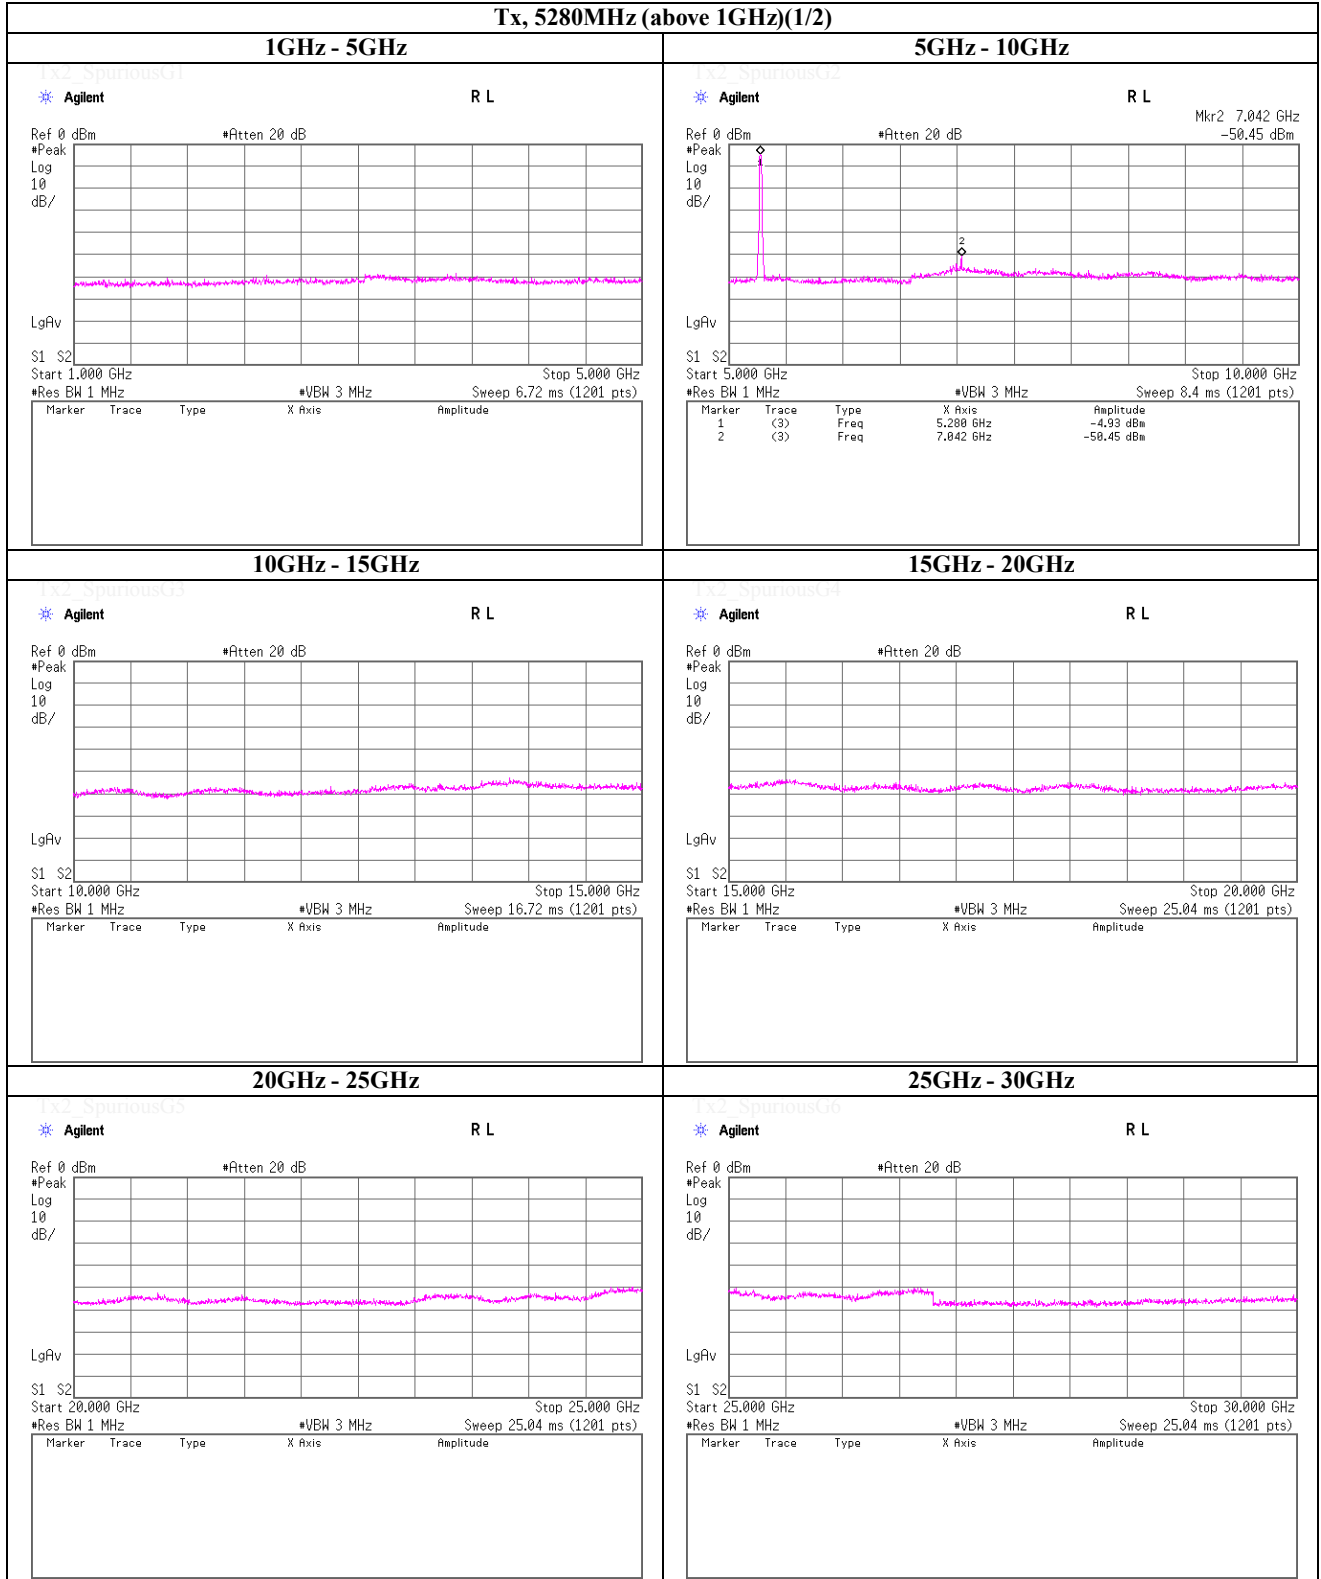 Tx, 5280MHz (above 1GHz)(1/2)
1GHz - 5GHz
5GHz - 10GHz
Tx2_SpuriousG1
Agilent
R L
Ref 0 dBm
#Atten 20 dB
#Peak
Log
10
dB/
LgAv
S1 S2
Start 1.000 GHz
Stop 5.000 GHz
#Res BW 1 MHz
#VBW 3 MHz
Sweep 6.72 ms (1201 pts)
Marker Trace Type X Axis Amplitude
Tx2_SpuriousG2
Agilent
R L
Mkr2 7.042 GHz
Ref 0 dBm
#Atten 20 dB
-50.45 dBm
#Peak
Log
10
dB/
1
2
LgAv
S1 S2
Start 5.000 GHz
Stop 10.000 GHz
#Res BW 1 MHz
#VBW 3 MHz
Sweep 8.4 ms (1201 pts)
Marker Trace Type X Axis Amplitude
1 (3) Freq 5.280 GHz -4.93 dBm
2 (3) Freq 7.042 GHz -50.45 dBm
10GHz - 15GHz
15GHz - 20GHz
Tx2_SpuriousG3
Agilent
R L
Ref 0 dBm
#Atten 20 dB
#Peak
Log
10
dB/
LgAv
S1 S2
Start 10.000 GHz
Stop 15.000 GHz
#Res BW 1 MHz
#VBW 3 MHz
Sweep 16.72 ms (1201 pts)
Marker Trace Type X Axis Amplitude
Tx2_SpuriousG4
Agilent
R L
Ref 0 dBm
#Atten 20 dB
#Peak
Log
10
dB/
LgAv
S1 S2
Start 15.000 GHz
Stop 20.000 GHz
#Res BW 1 MHz
#VBW 3 MHz
Sweep 25.04 ms (1201 pts)
Marker Trace Type X Axis Amplitude
20GHz - 25GHz
25GHz - 30GHz
Tx2_SpuriousG5
Agilent
R L
Ref 0 dBm
#Atten 20 dB
#Peak
Log
10
dB/
LgAv
S1 S2
Start 20.000 GHz
Stop 25.000 GHz
#Res BW 1 MHz
#VBW 3 MHz
Sweep 25.04 ms (1201 pts)
Marker Trace Type X Axis Amplitude
Tx2_SpuriousG6
Agilent
R L
Ref 0 dBm
#Atten 20 dB
#Peak
Log
10
dB/
LgAv
S1 S2
Start 25.000 GHz
Stop 30.000 GHz
#Res BW 1 MHz
#VBW 3 MHz
Sweep 25.04 ms (1201 pts)
Marker Trace Type X Axis Amplitude